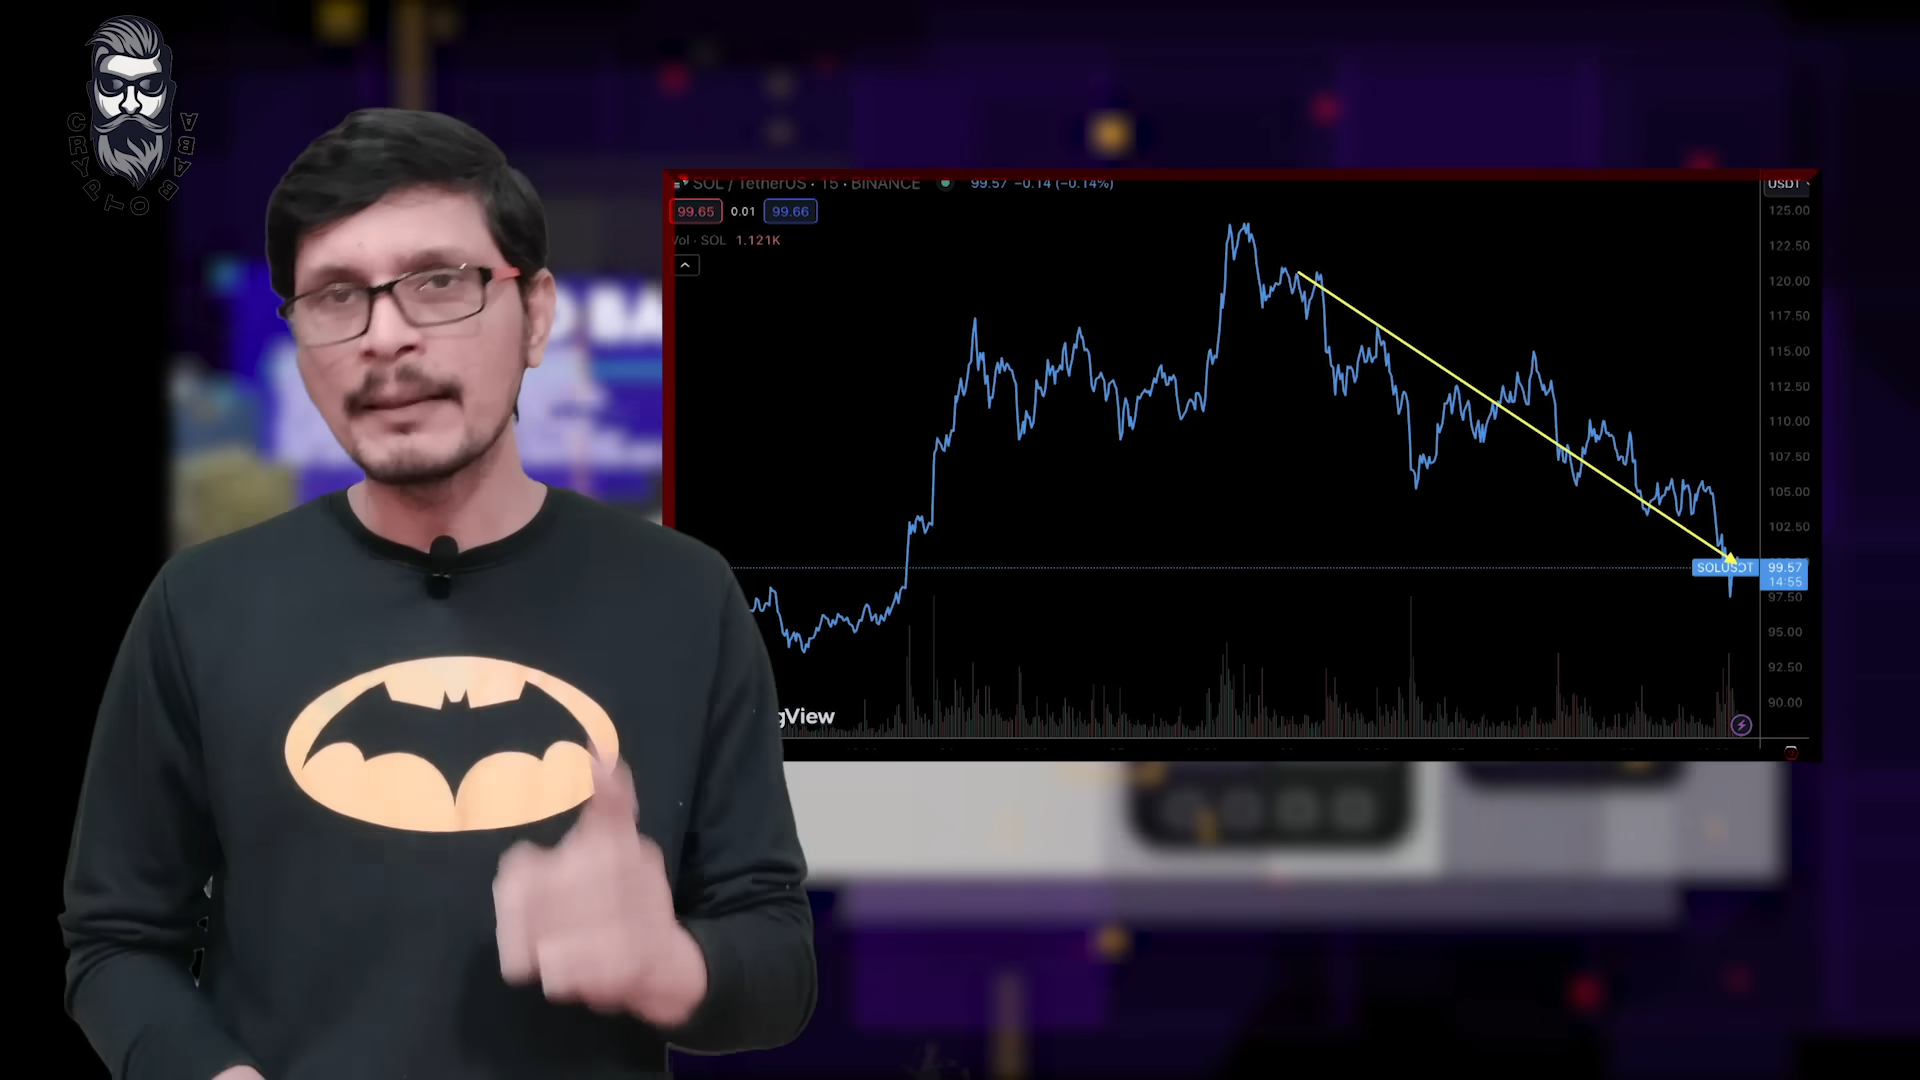 CRYPTO BABA
SOL / TetherUS · 15 · BINANCE 99.57 −0.14 (−0.14%)
99.65 0.01 99.66
Vol · SOL 1.121K
USDT
125.00
122.50
120.00
117.50
115.00
112.50
110.00
107.50
105.00
102.50
SOLUSDT 99.57
14:55
97.50
95.00
92.50
90.00
gView